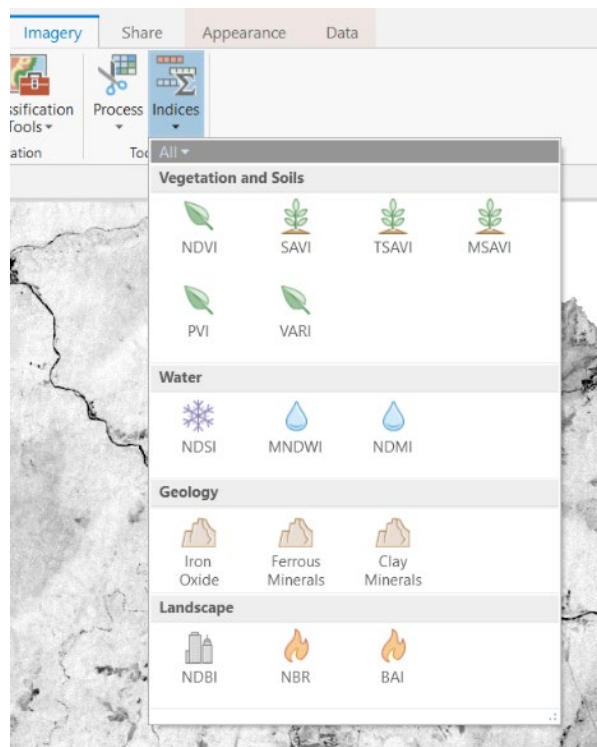 Imagery Share Appearance Data
ssification Process Indices
Tools
ation Too
All
Vegetation and Soils
NDVI SAVI TSAVI MSAVI
PVI VARI
Water
NDSI MNDWI NDMI
Geology
Iron Ferrous Clay
Oxide Minerals Minerals
Landscape
NDBI NBR BAI